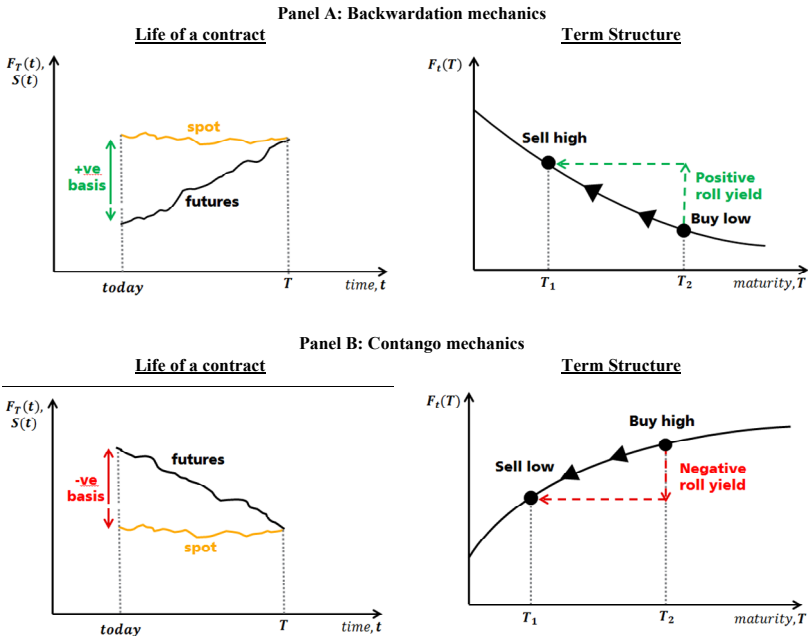 Panel A: Backwardation mechanics
Life of a contract
Term Structure
F_T(t),
S(t)
spot
+ve
basis
futures
today
T
time, t
F_t(T)
Sell high
Positive
roll yield
Buy low
T_1
T_2
maturity, T
Panel B: Contango mechanics
Life of a contract
Term Structure
F_T(t),
S(t)
futures
-ve
basis
spot
today
T
time, t
F_t(T)
Buy high
Sell low
Negative
roll yield
T_1
T_2
maturity, T